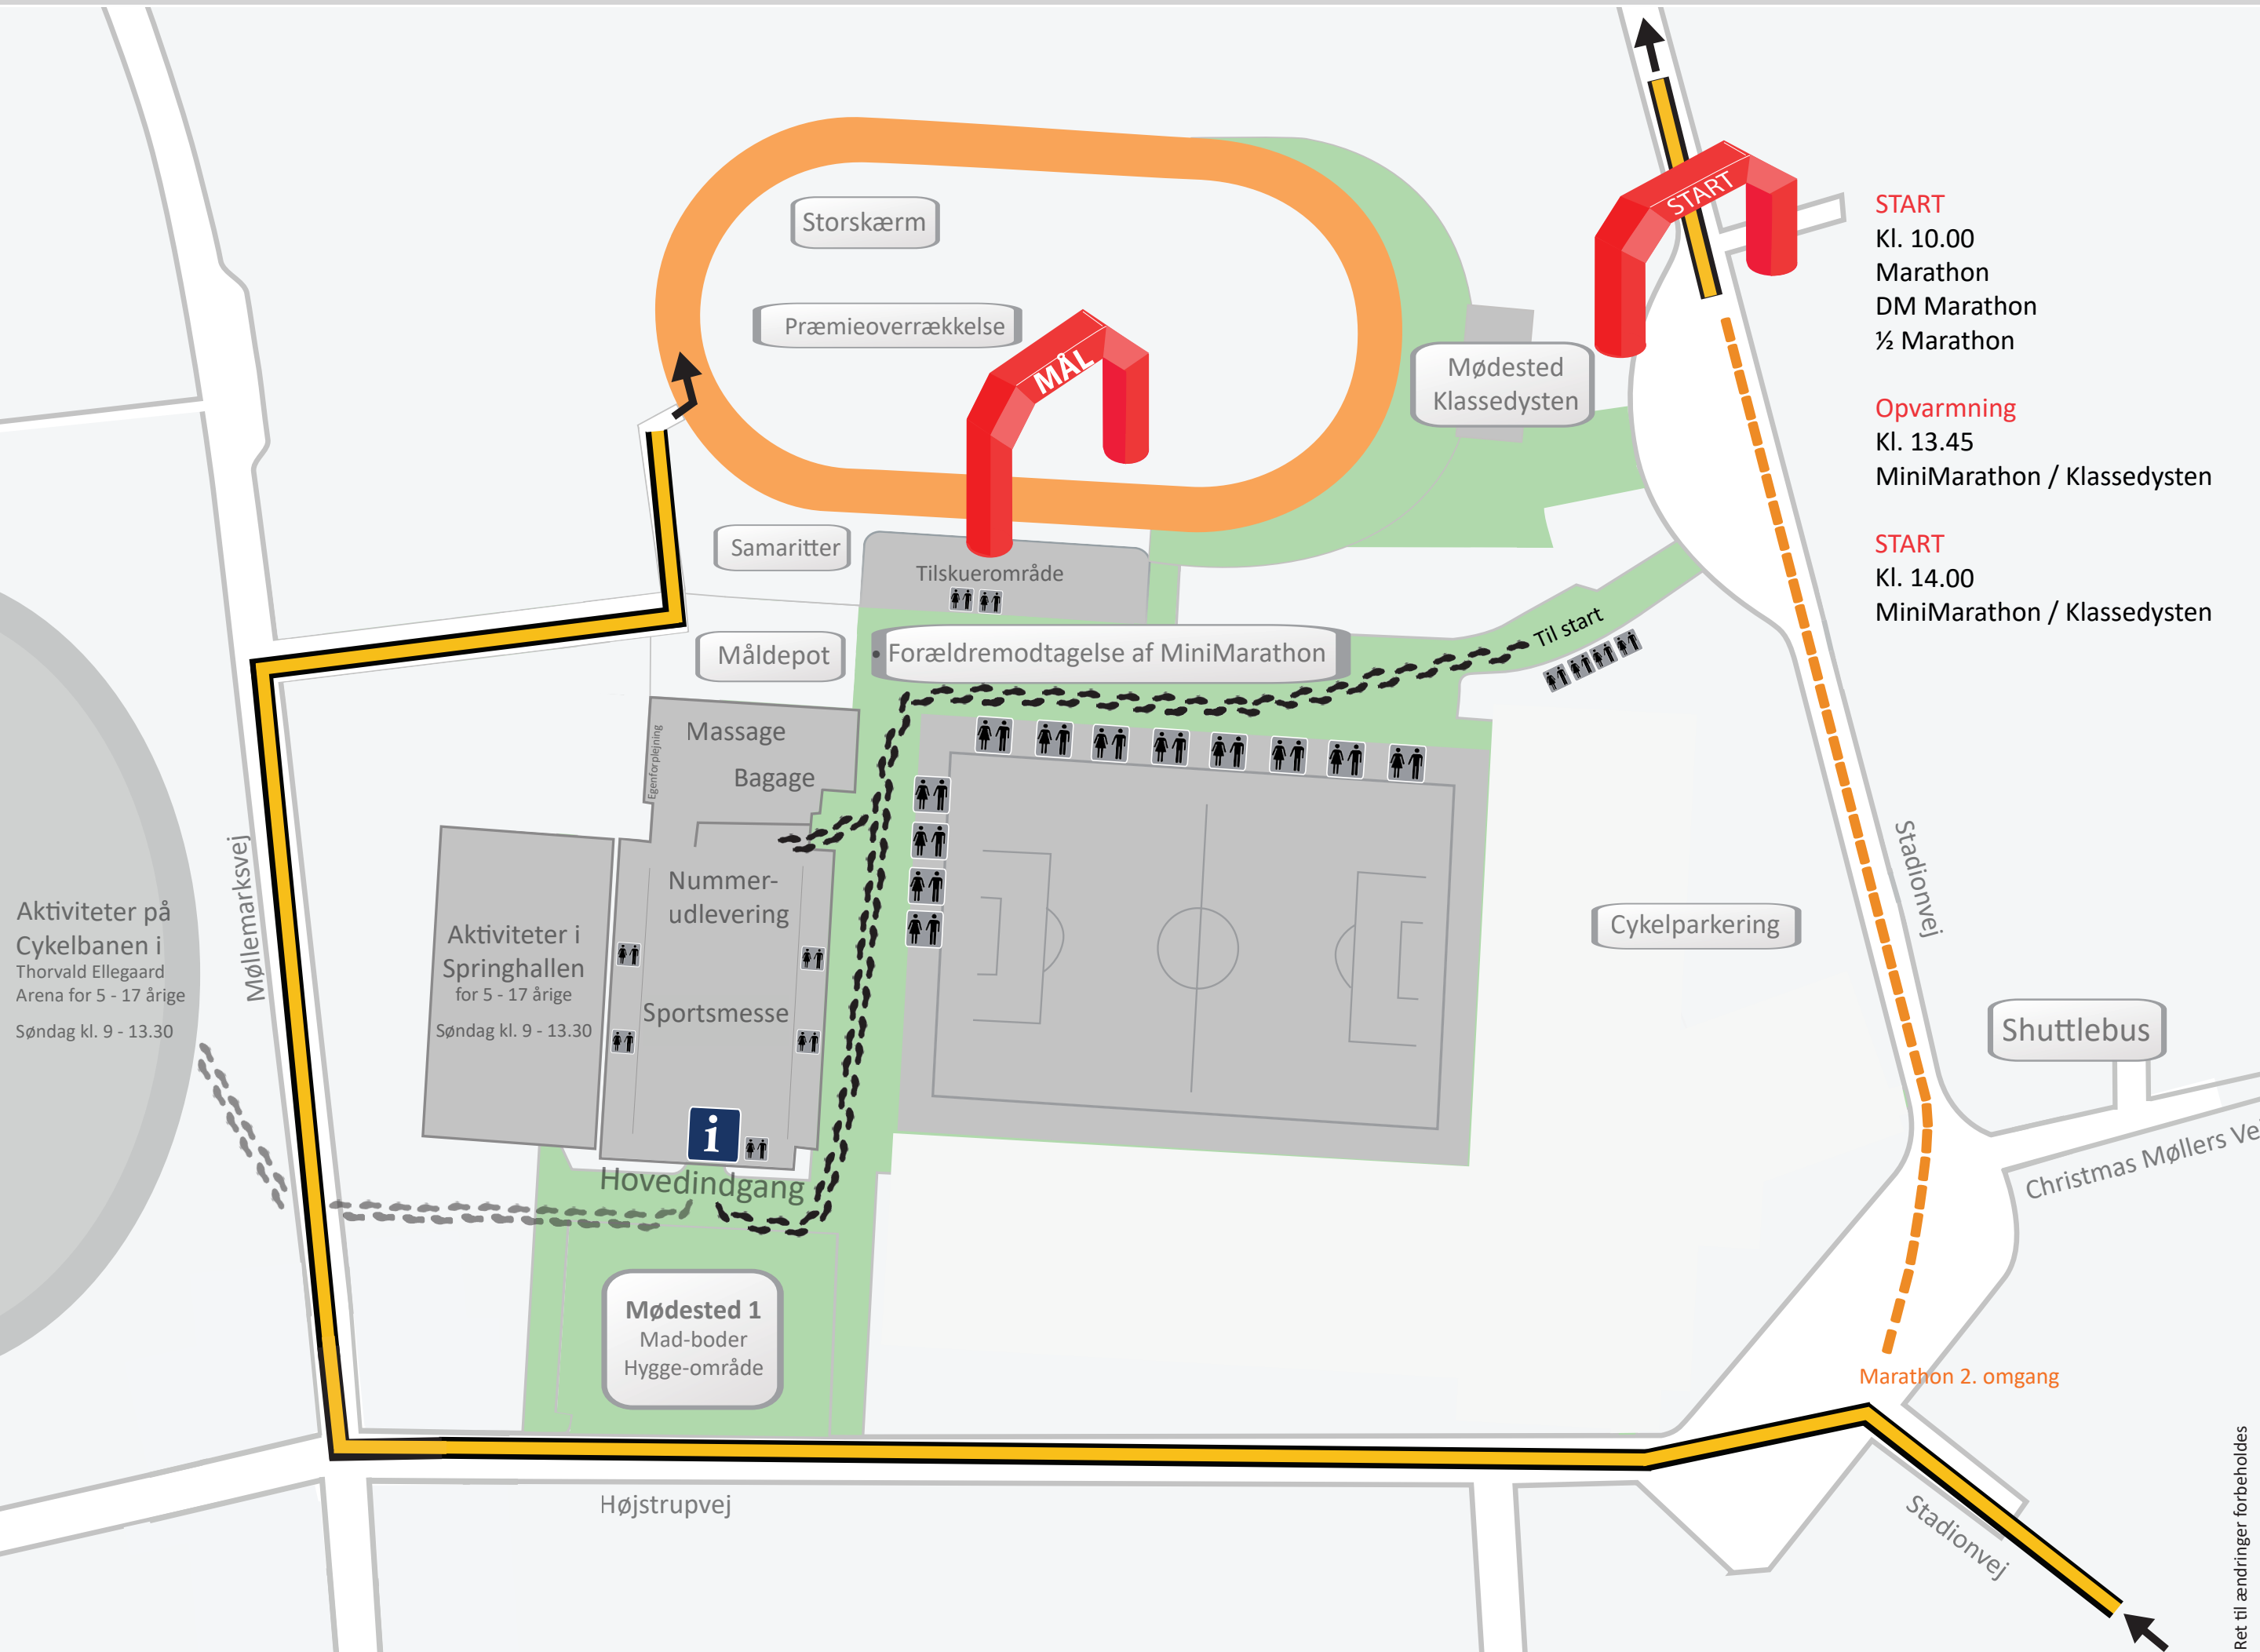 START
Storskærm
Præmieoverrækkelse
MÅL
Mødested
Klassedysten
START
Kl. 10.00
Marathon
DM Marathon
½ Marathon
Opvarmning
Kl. 13.45
MiniMarathon / Klassedysten
START
Kl. 14.00
MiniMarathon / Klassedysten
Samaritter
Tilskuerområde
Måldepot
Forældremodtagelse af MiniMarathon
Til start
Massage
Bagage
Egenforplejning
Nummer-
udlevering
Sportsmesse
i
Hovedindgang
Aktiviteter i
Springhallen
for 5 - 17 årige
Søndag kl. 9 - 13.30
Møllemarksvej
Aktiviteter på
Cykelbanen i
Thorvald Ellegaard
Arena for 5 - 17 årige
Søndag kl. 9 - 13.30
Cykelparkering
Stadionvej
Shuttlebus
Christmas Møllers Ve
Mødested 1
Mad-boder
Hygge-område
Marathon 2. omgang
Højstrupvej
Stadionvej
Ret til ændringer forbeholdes